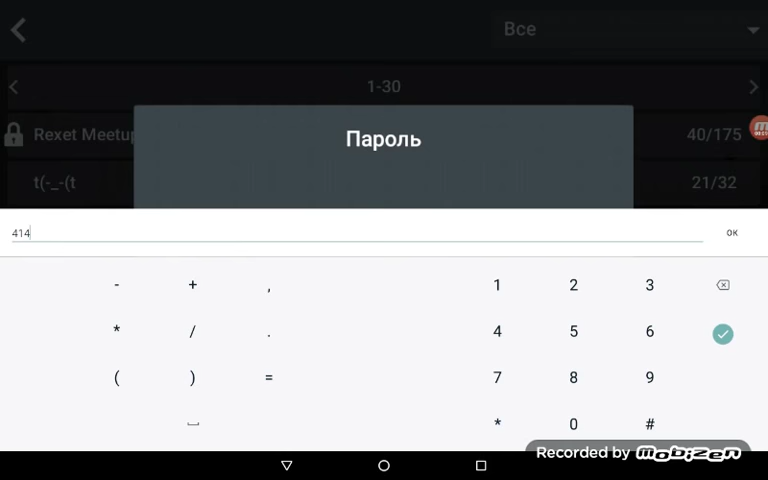 Все
1-30
Rexet Meetup
40/175
t(-_-(t
21/32
Пароль
414
ОК
- + , 1 2 3
* / . 4 5 6
( ) = 7 8 9
* 0 #
Recorded by mobizen